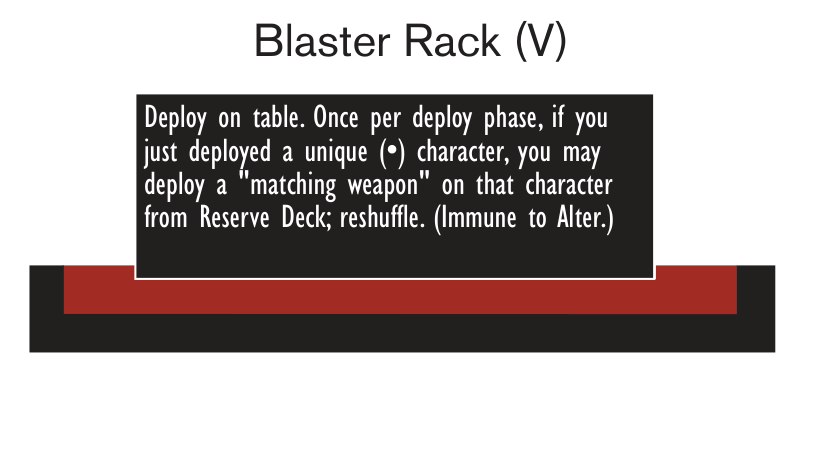 Blaster Rack (V)
Deploy on table. Once per deploy phase, if you
just deployed a unique (•) character, you may
deploy a "matching weapon" on that character
from Reserve Deck; reshuffle. (Immune to Alter.)